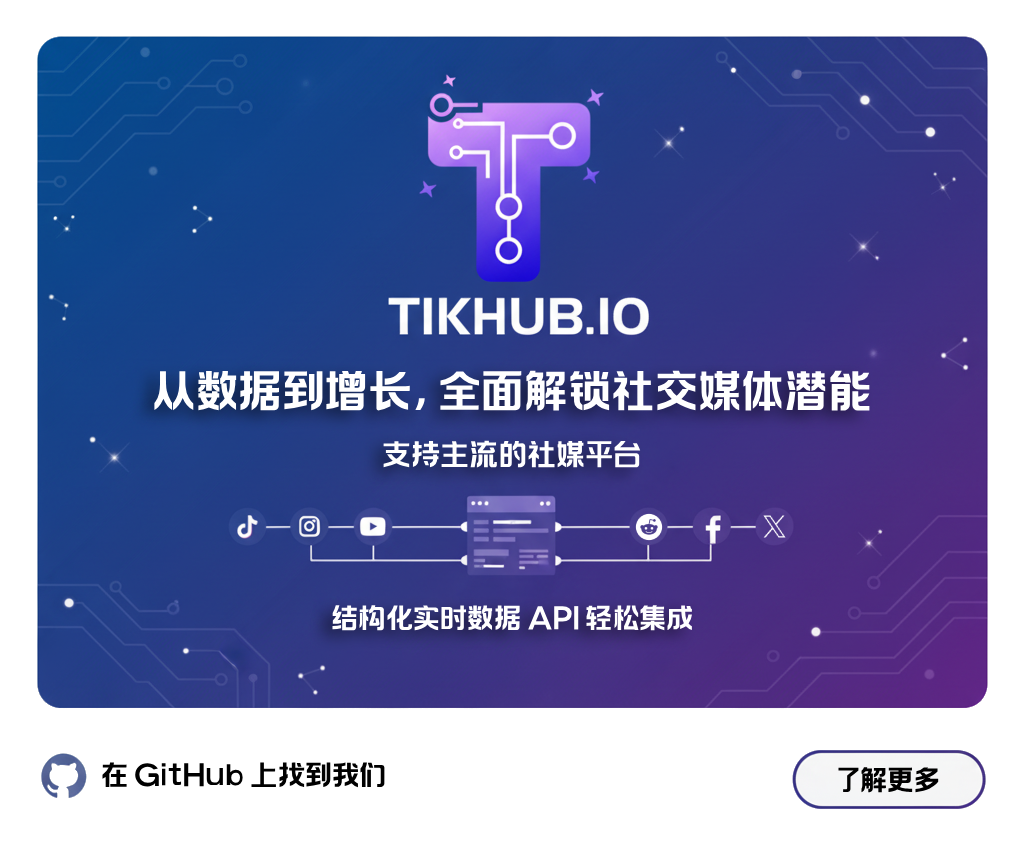 TIKHUB.IO
从数据到增长, 全面解锁社交媒体潜能
支持主流的社媒平台
结构化实时数据 API 轻松集成
在 GitHub 上找到我们
了解更多